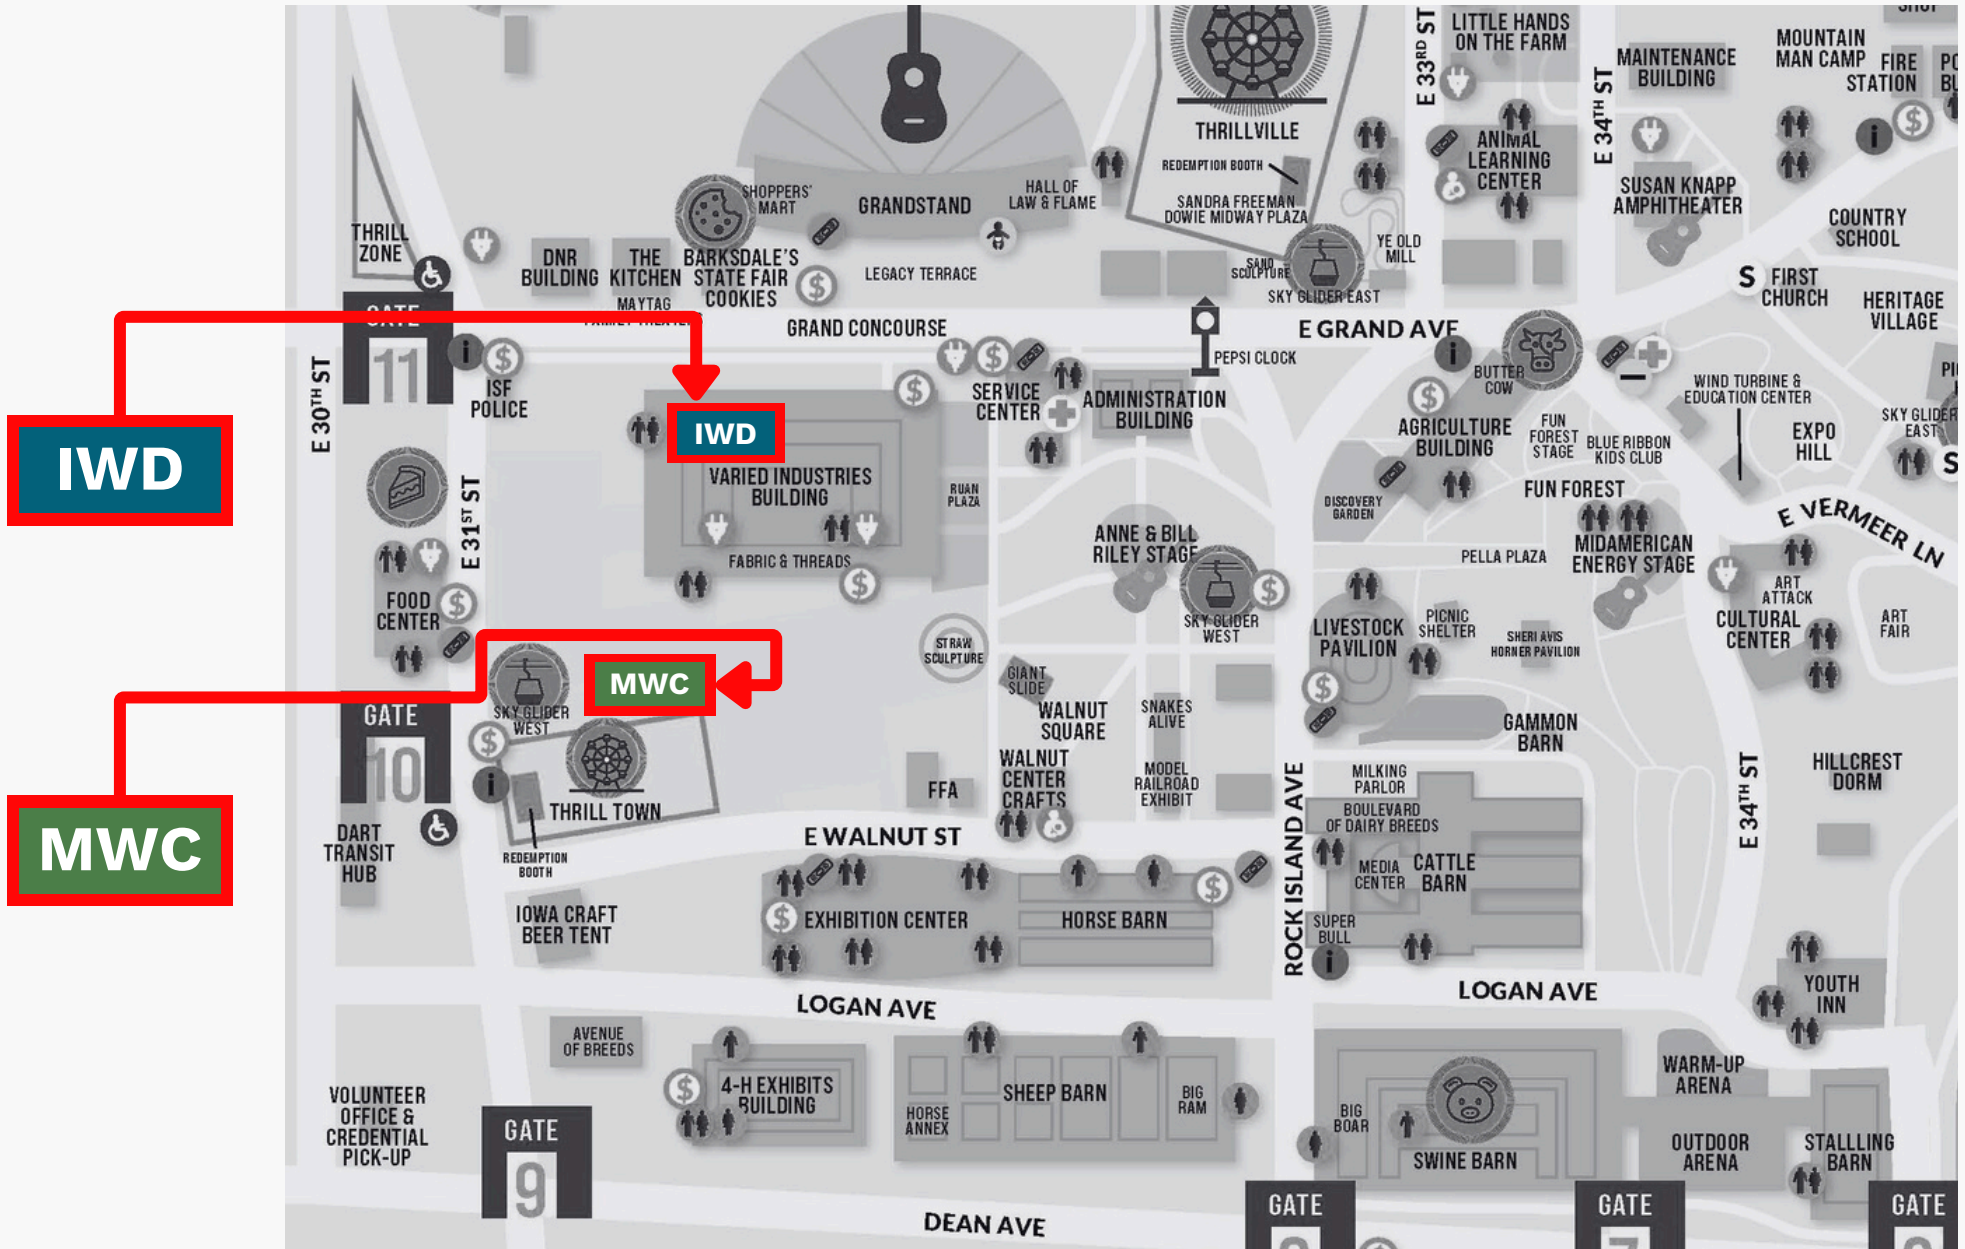 LITTLE HANDS
ON THE FARM
E 33RD ST
MAINTENANCE
BUILDING
MOUNTAIN
MAN CAMP
FIRE
STATION
E 34TH ST
THRILLVILLE
REDEMPTION BOOTH
SANDRA FREEMAN
DOWIE MIDWAY PLAZA
ANIMAL
LEARNING
CENTER
SUSAN KNAPP
AMPHITHEATER
COUNTRY
SCHOOL
SHOPPERS'
MART
GRANDSTAND
HALL OF
LAW & FLAME
THRILL
ZONE
DNR
BUILDING
THE
KITCHEN
BARKSDALE'S
STATE FAIR
COOKIES
LEGACY TERRACE
SAND
SCULPTURE
SKY GLIDER EAST
YE OLD
MILL
S
FIRST
CHURCH
HERITAGE
VILLAGE
MAYTAG
FAMILY THEATER
GATE
11
GRAND CONCOURSE
E GRAND AVE
PEPSI CLOCK
E 30TH ST
ISF
POLICE
SERVICE
CENTER
ADMINISTRATION
BUILDING
BUTTER
COW
WIND TURBINE &
EDUCATION CENTER
SKY GLIDER
EAST
IWD
IWD
AGRICULTURE
BUILDING
FUN
FOREST
STAGE
BLUE RIBBON
KIDS CLUB
EXPO
HILL
S
VARIED INDUSTRIES
BUILDING
RUAN
PLAZA
DISCOVERY
GARDEN
FUN FOREST
E VERMEER LN
E 31ST ST
ANNE & BILL
RILEY STAGE
PELLA PLAZA
MIDAMERICAN
ENERGY STAGE
FABRIC & THREADS
ART
ATTACK
FOOD
CENTER
SKY GLIDER
WEST
LIVESTOCK
PAVILION
PICNIC
SHELTER
SHERI AVIS
HORNER PAVILION
CULTURAL
CENTER
ART
FAIR
STRAW
SCULPTURE
MWC
GIANT
SLIDE
SKY GLIDER
WEST
GATE
10
WALNUT
SQUARE
SNAKES
ALIVE
GAMMON
BARN
THRILL TOWN
FFA
WALNUT
CENTER
CRAFTS
MODEL
RAILROAD
EXHIBIT
ROCK ISLAND AVE
MILKING
PARLOR
BOULEVARD
OF DAIRY BREEDS
E 34TH ST
HILLCREST
DORM
MWC
DART
TRANSIT
HUB
REDEMPTION
BOOTH
E WALNUT ST
MEDIA
CENTER
CATTLE
BARN
IOWA CRAFT
BEER TENT
EXHIBITION CENTER
HORSE BARN
SUPER
BULL
LOGAN AVE
LOGAN AVE
YOUTH
INN
AVENUE
OF BREEDS
4-H EXHIBITS
BUILDING
SHEEP BARN
HORSE
ANNEX
BIG
RAM
WARM-UP
ARENA
BIG
BOAR
SWINE BARN
OUTDOOR
ARENA
STALLLING
BARN
VOLUNTEER
OFFICE &
CREDENTIAL
PICK-UP
GATE
9
DEAN AVE
GATE
GATE
GATE